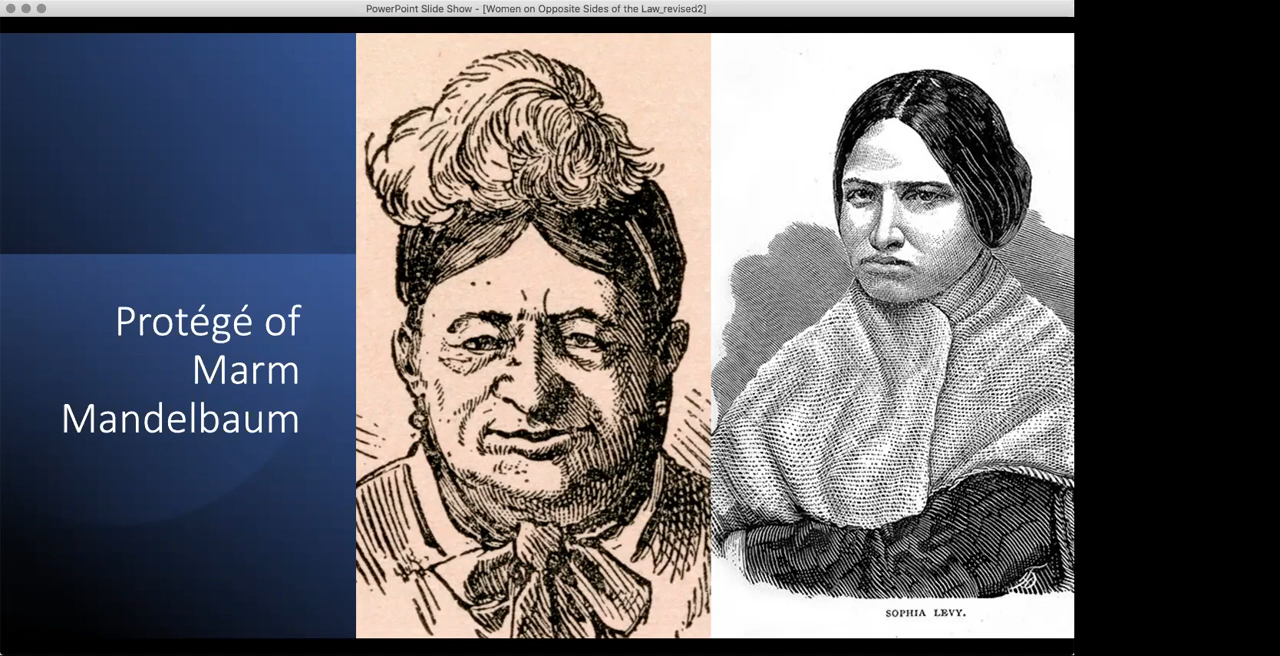 PowerPoint Slide Show - [Women on Opposite Sides of the Law_revised2]
Protégé of
Marm
Mandelbaum
SOPHIA LEVY.